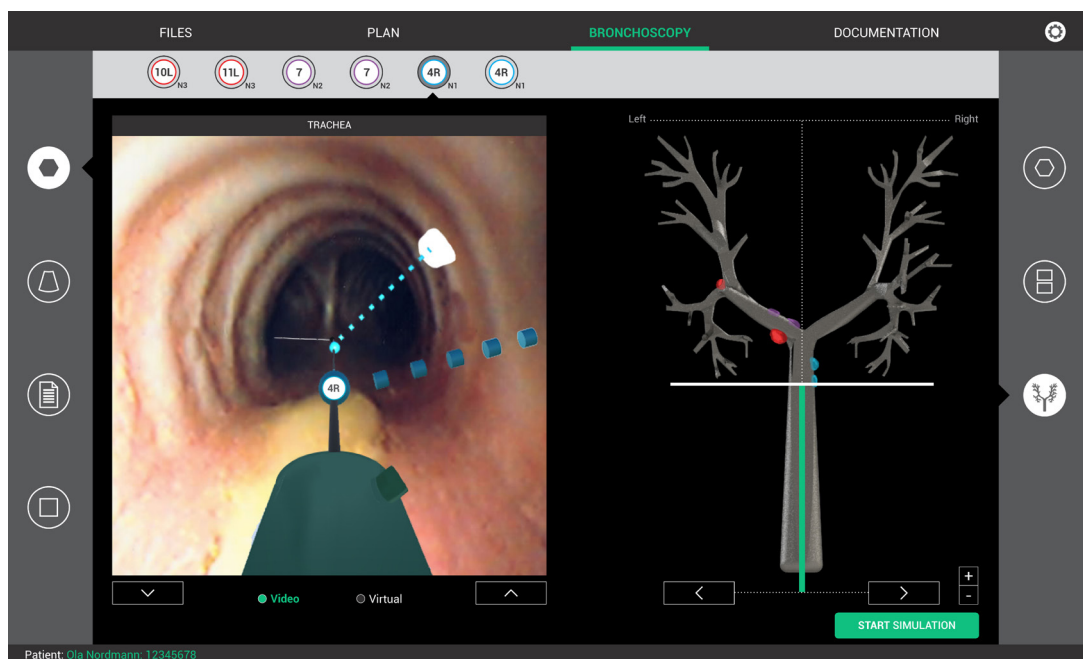 FILES PLAN BRONCHOSCOPY DOCUMENTATION
10L N3 11L N3 7 N2 7 N2 4R N1 4R N1
TRACHEA
Left Right
4R
Video Virtual
+
-
START SIMULATION
Patient: Ola Nordmann: 12345678